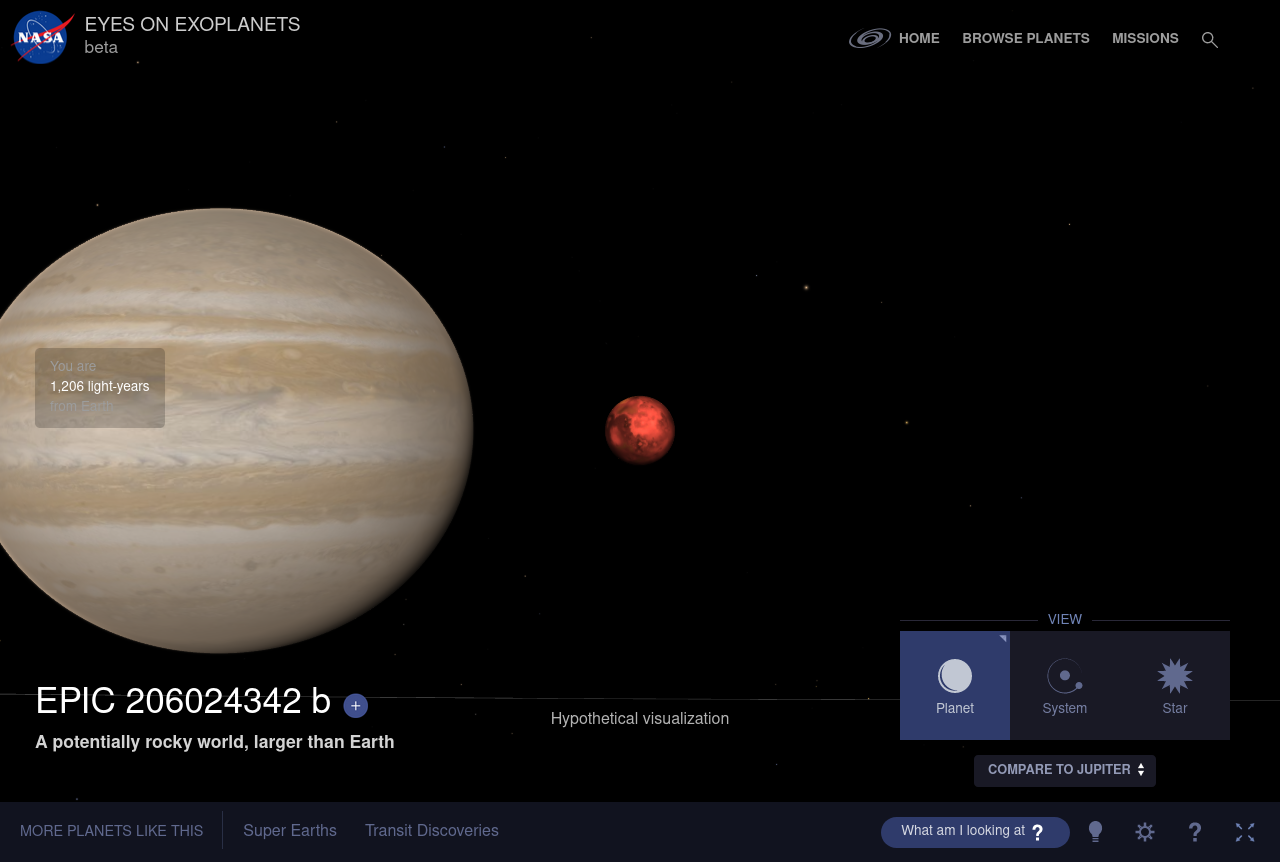 NASA
EYES ON EXOPLANETS
beta
HOME
BROWSE PLANETS
MISSIONS
You are
1,206 light-years
from Earth
EPIC 206024342 b
+
A potentially rocky world, larger than Earth
Hypothetical visualization
VIEW
Planet
System
Star
COMPARE TO JUPITER
MORE PLANETS LIKE THIS
Super Earths
Transit Discoveries
What am I looking at ?
?